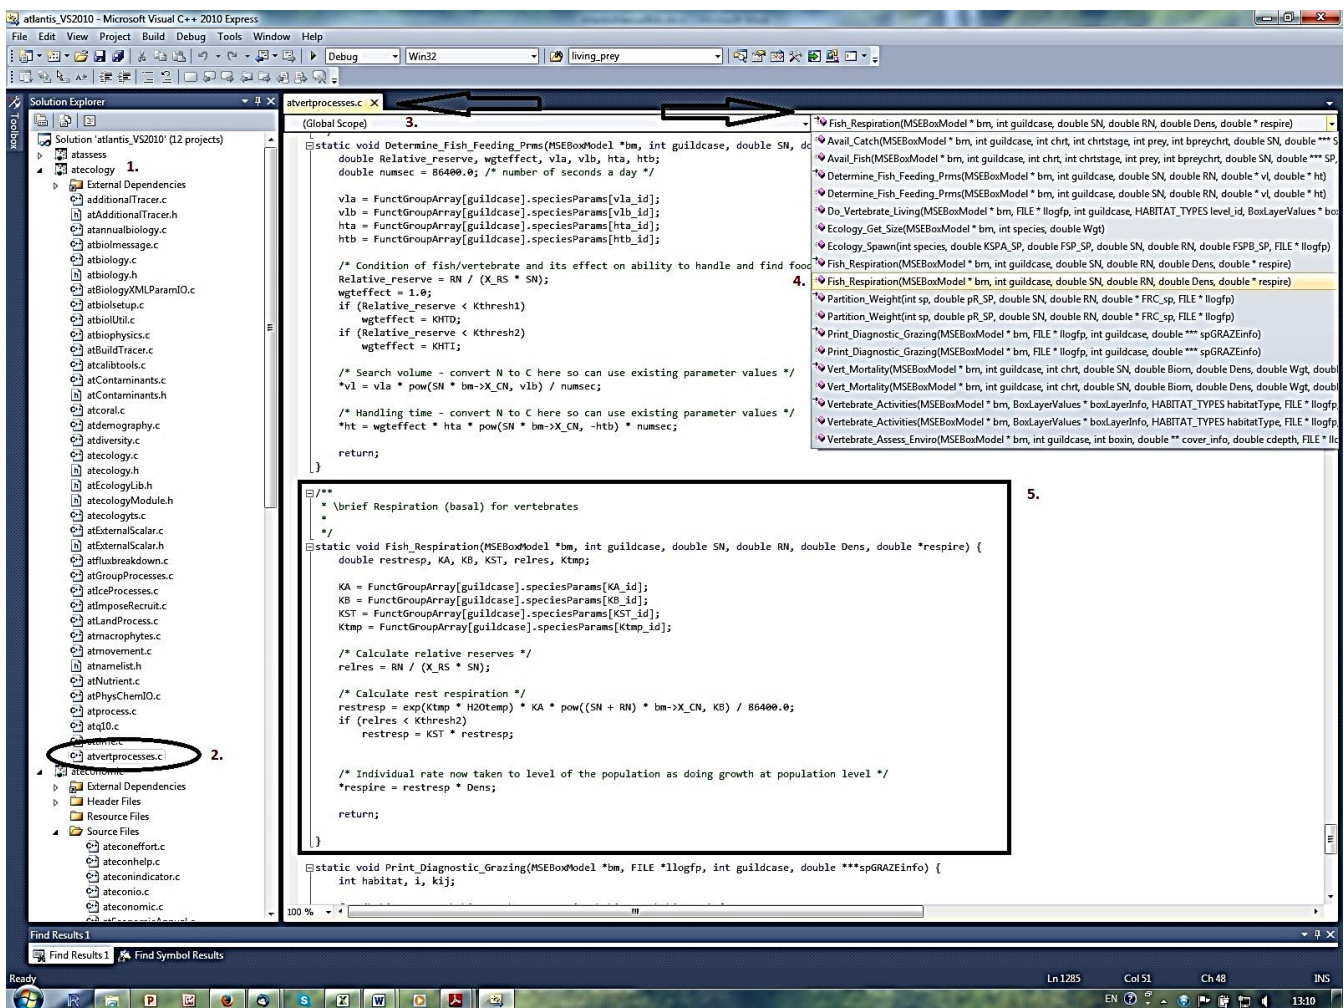 atlantis_VS2010 - Microsoft Visual C++ 2010 Express
File Edit View Project Build Debug Tools Window Help
Debug Win32 living_prey
Toolbox
Solution Explorer
Solution 'atlantis_VS2010' (12 projects)
atassess
atecology 1.
External Dependencies
additionalTracer.c
atAdditionalTracer.h
atannualbiology.c
atbiolmessage.c
atbiology.c
atbiology.h
atBiologyXMLParamIO.c
atbiolsetup.c
atbiolUtil.c
atbiophysics.c
atBuildTracer.c
atcalibtools.c
atContaminants.c
atContaminants.h
atcoral.c
atdemography.c
atdiversity.c
atecology.c
atecology.h
atEcologyLib.h
atecologyModule.h
atecologyts.c
atExternalScalar.c
atExternalScalar.h
atfluxbreakdown.c
atGroupProcesses.c
atIceProcesses.c
atImposeRecruit.c
atLandProcess.c
atmacrophytes.c
atmovement.c
atnamelist.h
atNutrient.c
atPhysChemIO.c
atprocess.c
atq10.c
atvertprocesses.c 2.
ateconomic
External Dependencies
Header Files
Resource Files
Source Files
ateconeffort.c
ateconhelp.c
ateconindicator.c
ateconio.c
ateconomic.c
atvertprocesses.c X
(Global Scope) 3.
Fish_Respiration(MSEBoxModel * bm, int guildcase, double SN, double RN, double Dens, double * respire)
Avail_Catch(MSEBoxModel * bm, int guildcase, int chrt, int chrtstage, int prey, int bpreychrt, double SN, double *** S
Avail_Fish(MSEBoxModel * bm, int guildcase, int chrt, int chrtstage, int prey, int bpreychrt, double SN, double *** SP,
Determine_Fish_Feeding_Prms(MSEBoxModel * bm, int guildcase, double SN, double RN, double * vl, double * ht)
Determine_Fish_Feeding_Prms(MSEBoxModel * bm, int guildcase, double SN, double RN, double * vl, double * ht)
Do_Vertebrate_Living(MSEBoxModel * bm, FILE * llogfp, int guildcase, HABITAT_TYPES level_id, BoxLayerValues * box
Ecology_Get_Size(MSEBoxModel * bm, int species, double Wgt)
Ecology_Spawn(int species, double KSPA_SP, double FSP_SP, double SN, double RN, double FSPB_SP, FILE * llogfp)
Fish_Respiration(MSEBoxModel * bm, int guildcase, double SN, double RN, double Dens, double * respire)
4. Fish_Respiration(MSEBoxModel * bm, int guildcase, double SN, double RN, double Dens, double * respire)
Partition_Weight(int sp, double pR_SP, double SN, double RN, double * FRC_sp, FILE * llogfp)
Partition_Weight(int sp, double pR_SP, double SN, double RN, double * FRC_sp, FILE * llogfp)
Print_Diagnostic_Grazing(MSEBoxModel * bm, FILE * llogfp, int guildcase, double *** spGRAZEinfo)
Print_Diagnostic_Grazing(MSEBoxModel * bm, FILE * llogfp, int guildcase, double *** spGRAZEinfo)
Vert_Mortality(MSEBoxModel * bm, int guildcase, int chrt, double SN, double Biom, double Dens, double Wgt, doubl
Vert_Mortality(MSEBoxModel * bm, int guildcase, int chrt, double SN, double Biom, double Dens, double Wgt, doubl
Vertebrate_Activities(MSEBoxModel * bm, BoxLayerValues * boxLayerInfo, HABITAT_TYPES habitatType, FILE * llogfp,
Vertebrate_Activities(MSEBoxModel * bm, BoxLayerValues * boxLayerInfo, HABITAT_TYPES habitatType, FILE * llogfp
Vertebrate_Assess_Enviro(MSEBoxModel * bm, int guildcase, int boxin, double ** cover_info, double cdepth, FILE * llo
static void Determine_Fish_Feeding_Prms(MSEBoxModel *bm, int guildcase, double SN, do
double Relative_reserve, wgteffect, vla, vlb, hta, htb;
double numsec = 86400.0; /* number of seconds a day */
vla = FunctGroupArray[guildcase].speciesParams[vla_id];
vlb = FunctGroupArray[guildcase].speciesParams[vlb_id];
hta = FunctGroupArray[guildcase].speciesParams[hta_id];
htb = FunctGroupArray[guildcase].speciesParams[htb_id];
/* Condition of fish/vertebrate and its effect on ability to handle and find food
Relative_reserve = RN / (X_RS * SN);
wgteffect = 1.0;
if (Relative_reserve < Kthresh1)
wgteffect = KHTD;
if (Relative_reserve < Kthresh2)
wgteffect = KHTI;
/* Search volume - convert N to C here so can use existing parameter values */
*vl = vla * pow(SN * bm->X_CN, vlb) / numsec;
/* Handling time - convert N to C here so can use existing parameter values */
*ht = wgteffect * hta * pow(SN * bm->X_CN, -htb) * numsec;
return;
}
5.
/**
* \brief Respiration (basal) for vertebrates
*
*/
static void Fish_Respiration(MSEBoxModel *bm, int guildcase, double SN, double RN, double Dens, double *respire) {
double restresp, KA, KB, KST, relres, Ktmp;
KA = FunctGroupArray[guildcase].speciesParams[KA_id];
KB = FunctGroupArray[guildcase].speciesParams[KB_id];
KST = FunctGroupArray[guildcase].speciesParams[KST_id];
Ktmp = FunctGroupArray[guildcase].speciesParams[Ktmp_id];
/* Calculate relative reserves */
relres = RN / (X_RS * SN);
/* Calculate rest respiration */
restresp = exp(Ktmp * H2Otemp) * KA * pow((SN + RN) * bm->X_CN, KB) / 86400.0;
if (relres < Kthresh2)
restresp = KST * restresp;
/* Individual rate now taken to level of the population as doing growth at population level */
*respire = restresp * Dens;
return;
}
static void Print_Diagnostic_Grazing(MSEBoxModel *bm, FILE *llogfp, int guildcase, double ***spGRAZEinfo) {
int habitat, i, kij;
100 %
Find Results 1
Find Results 1 Find Symbol Results
Ready Ln 1285 Col 51 Ch 48 INS
EN 13:10